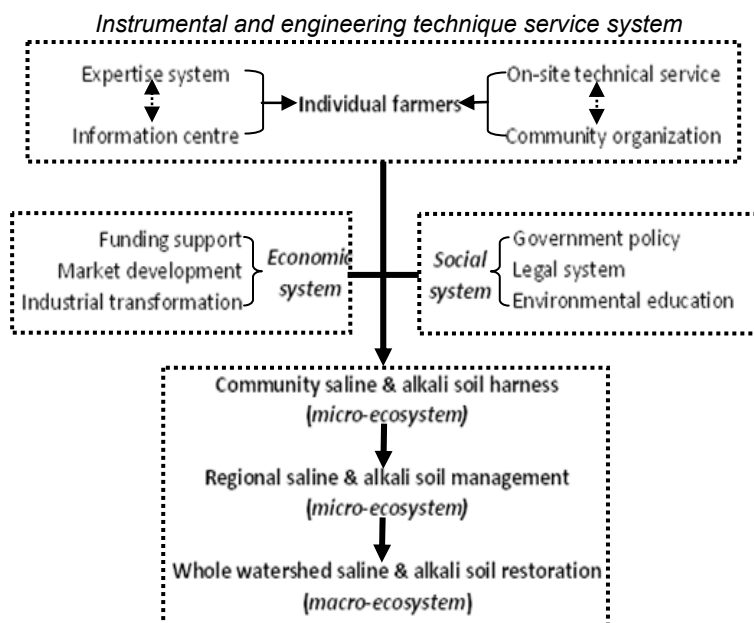 Instrumental and engineering technique service system
Expertise system
On-site technical service
Individual farmers
Information centre
Community organization
Funding support
Market development
Industrial transformation
Economic
system
Social
system
Government policy
Legal system
Environmental education
Community saline & alkali soil harness
(micro-ecosystem)
Regional saline & alkali soil management
(micro-ecosystem)
Whole watershed saline & alkali soil restoration
(macro-ecosystem)